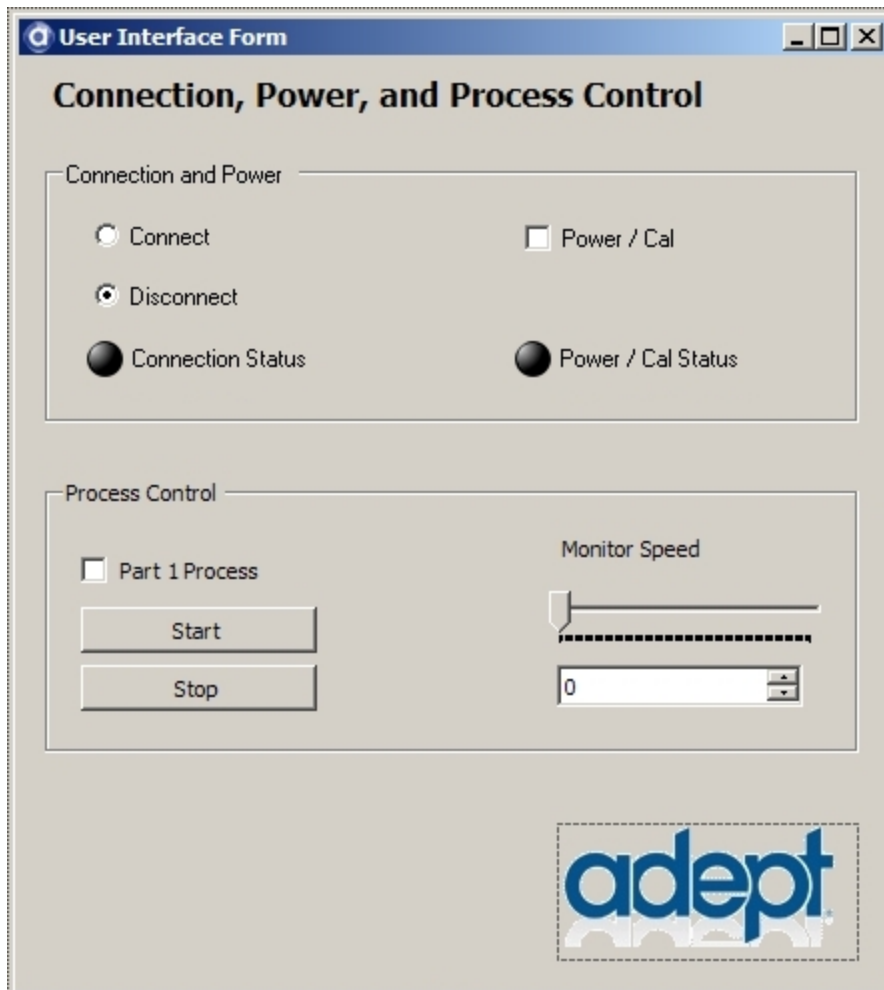 User Interface Form
Connection, Power, and Process Control
Connection and Power
Connect
Power / Cal
Disconnect
Connection Status
Power / Cal Status
Process Control
Part 1 Process
Monitor Speed
Start
Stop
0
adept